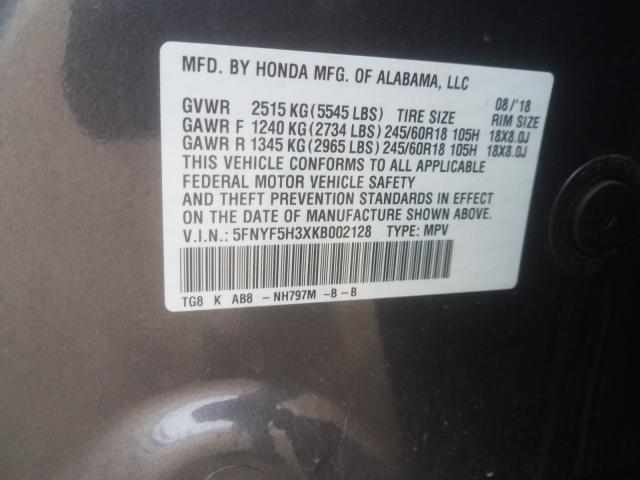 MFD. BY HONDA MFG. OF ALABAMA, LLC
08/'18
GVWR 2515 KG (5545 LBS) TIRE SIZE RIM SIZE
GAWR F 1240 KG (2734 LBS) 245/60R18 105H 18X8.0J
GAWR R 1345 KG (2965 LBS) 245/60R18 105H 18X8.0J
THIS VEHICLE CONFORMS TO ALL APPLICABLE
FEDERAL MOTOR VEHICLE SAFETY
AND THEFT PREVENTION STANDARDS IN EFFECT
ON THE DATE OF MANUFACTURE SHOWN ABOVE.
V.I.N.: 5FNYF5H3XKB002128 TYPE: MPV
TG8 K AB8 -NH797M -B-B